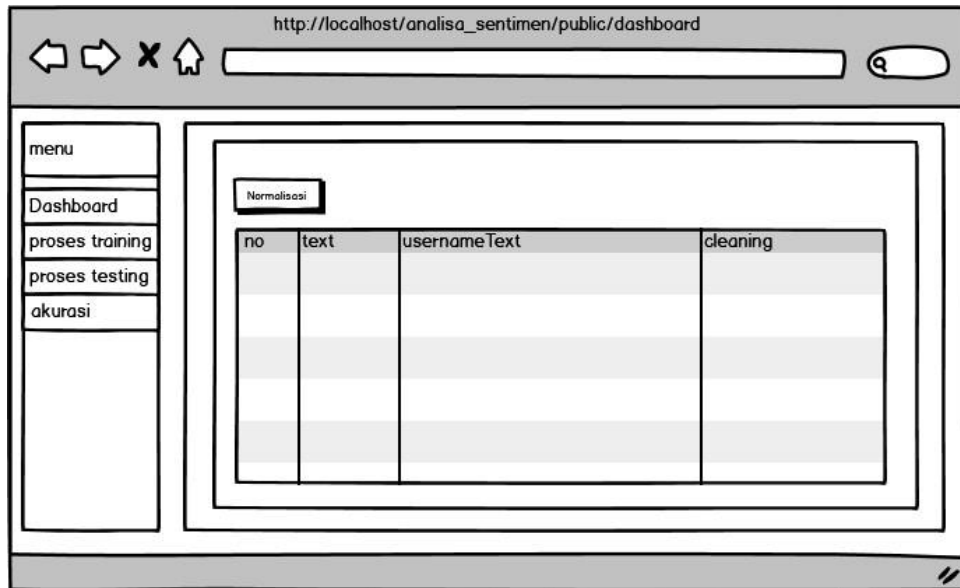 http://localhost/analisa_sentimen/public/dashboard
menu
Dashboard
proses training
proses testing
akurasi
Normalisasi
no text usernameText cleaning